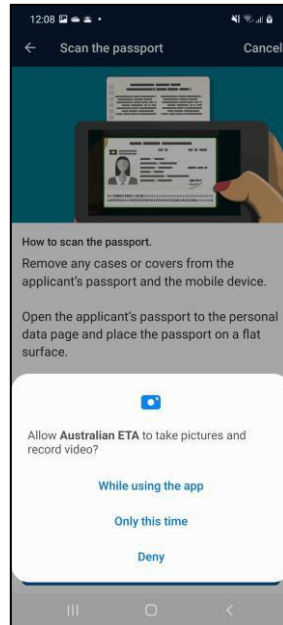 12:08
Scan the passport
Cancel
How to scan the passport.
Remove any cases or covers from the
applicant's passport and the mobile device.
Open the applicant's passport to the personal
data page and place the passport on a flat
surface.
Allow Australian ETA to take pictures and
record video?
While using the app
Only this time
Deny